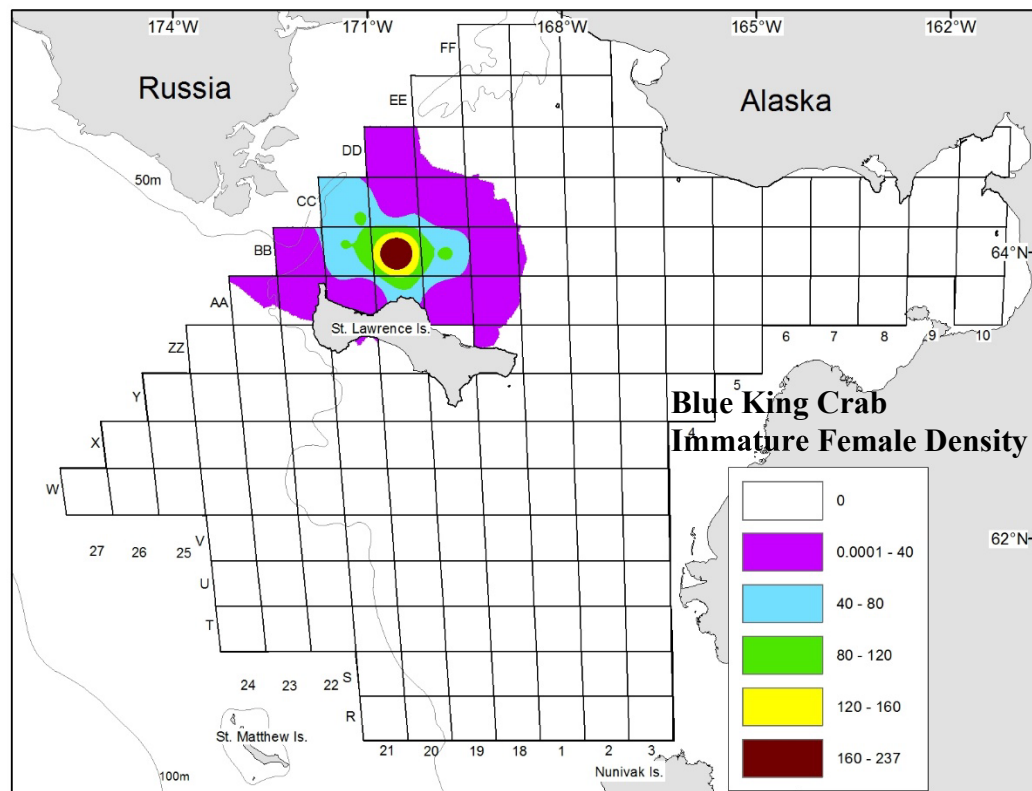 174°W
171°W
168°W
165°W
162°W
FF
Russia
EE
Alaska
DD
50m
CC
BB
64°N
AA
St. Lawrence Is.
6
7
8
9
10
ZZ
Y
5
Blue King Crab
X
4
Immature Female Density
W
0
V
62°N
27
26
25
0.0001 - 40
U
40 - 80
T
80 - 120
24
23
22
S
120 - 160
R
St. Matthew Is.
21
20
19
18
1
2
3
160 - 237
Nunivak Is.
100m